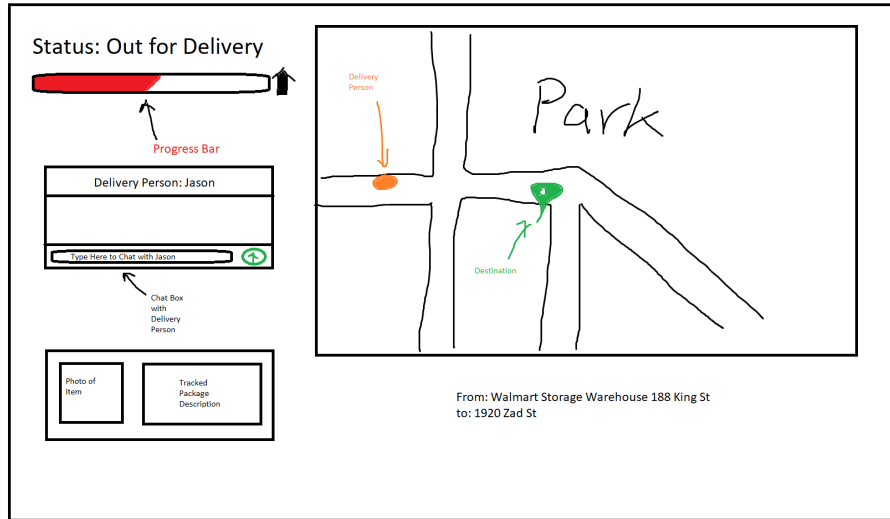 Status: Out for Delivery
Progress Bar
Delivery Person: Jason
Type Here to Chat with Jason
Chat Box
with
Delivery
Person
Photo of
Item
Tracked
Package
Description
Delivery
Person
Park
Destination
From: Walmart Storage Warehouse 188 King St
to: 1920 Zad St